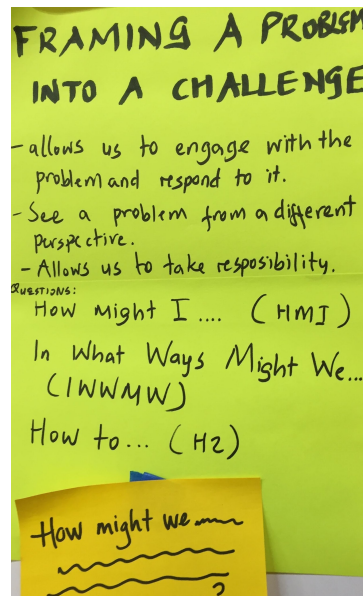 FRAMING A PROBLEM
INTO A CHALLENGE
- allows us to engage with the
problem and respond to it.
- See a problem from a different
perspective.
- Allows us to take resposibility.
QUESTIONS:
How might I .... (HMI)
In What Ways Might We...
(IWWMW)
How to... (H2)
How might we
?